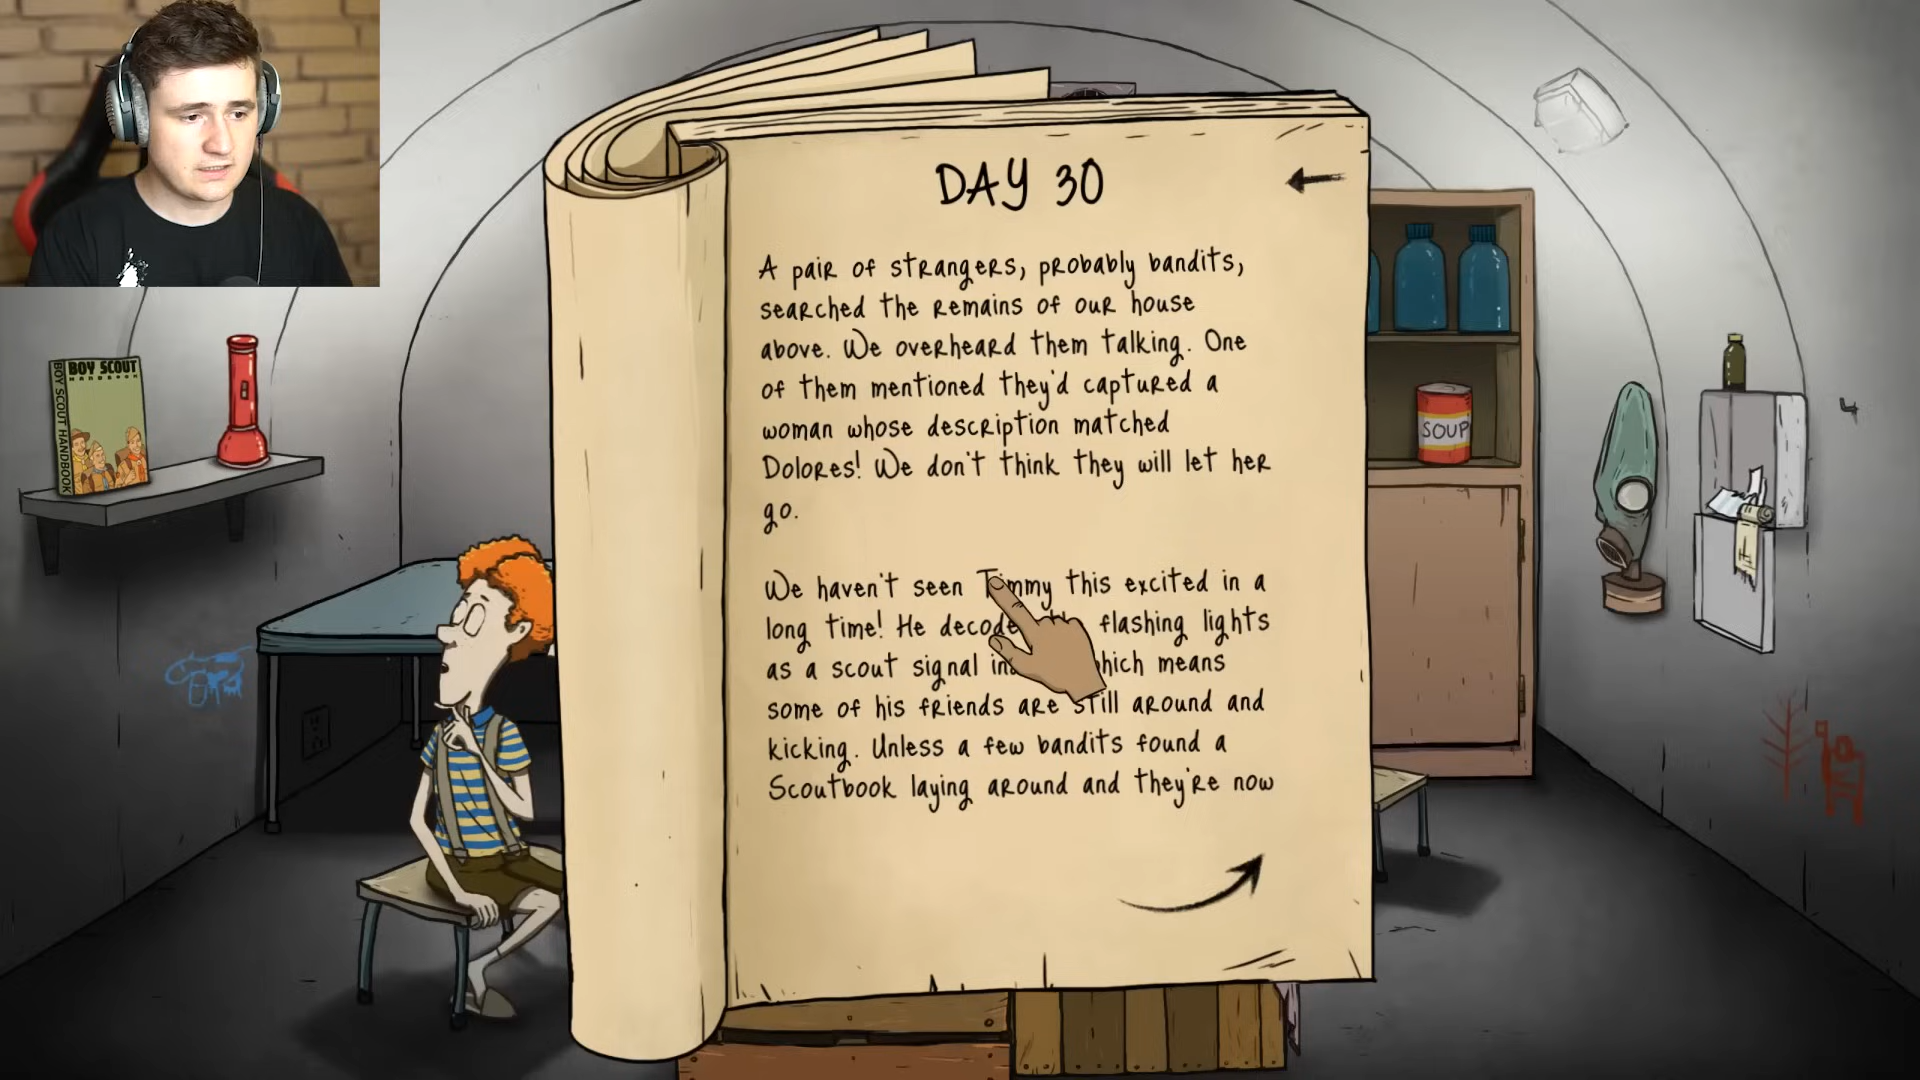 DAY 30
A pair of strangers, probably bandits,
searched the remains of our house
above. We overheard them talking. One
of them mentioned they'd captured a
woman whose description matched
Dolores! We don't think they will let her
go.
We haven't seen Timmy this excited in a
long time! He decode flashing lights
as a scout signal which means
some of his friends are still around and
kicking. Unless a few bandits found a
Scoutbook laying around and they're now
BOY SCOUT
HANDBOOK
BOY SCOUT HANDBOOK
SOUP